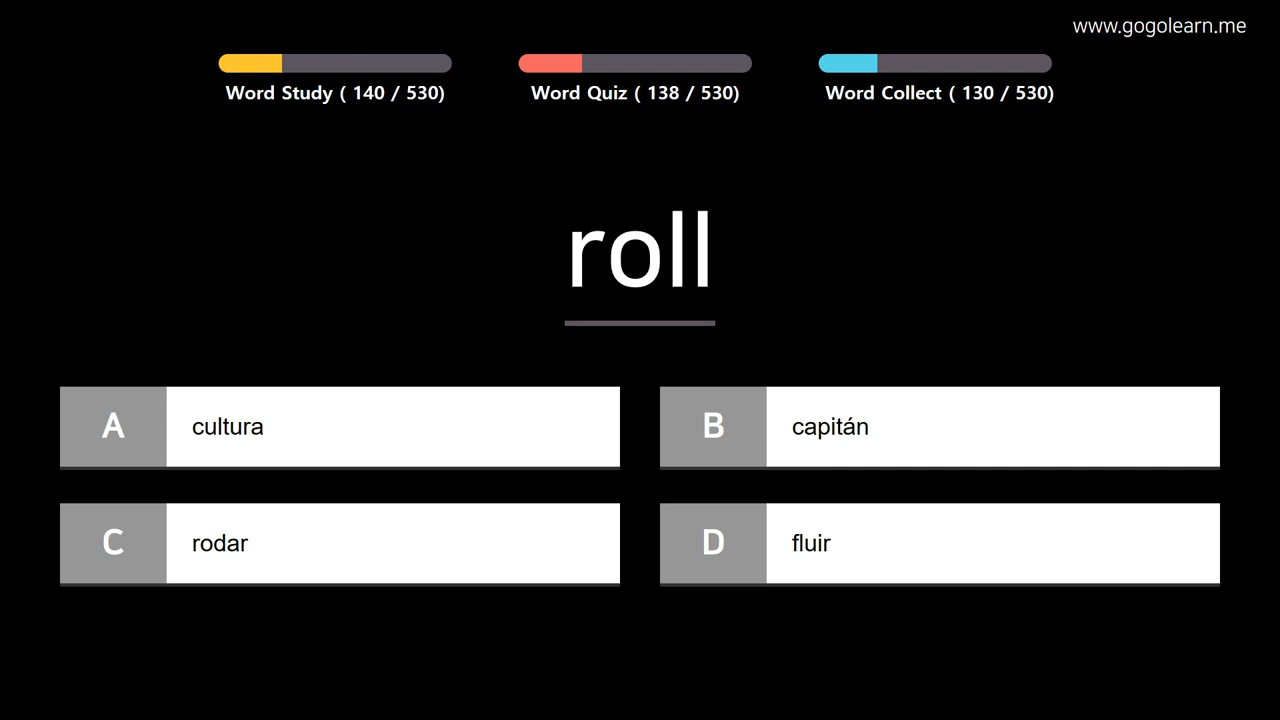 www.gogolearn.me
Word Study ( 140 / 530)
Word Quiz ( 138 / 530)
Word Collect ( 130 / 530)
roll
A cultura
B capitán
C rodar
D fluir